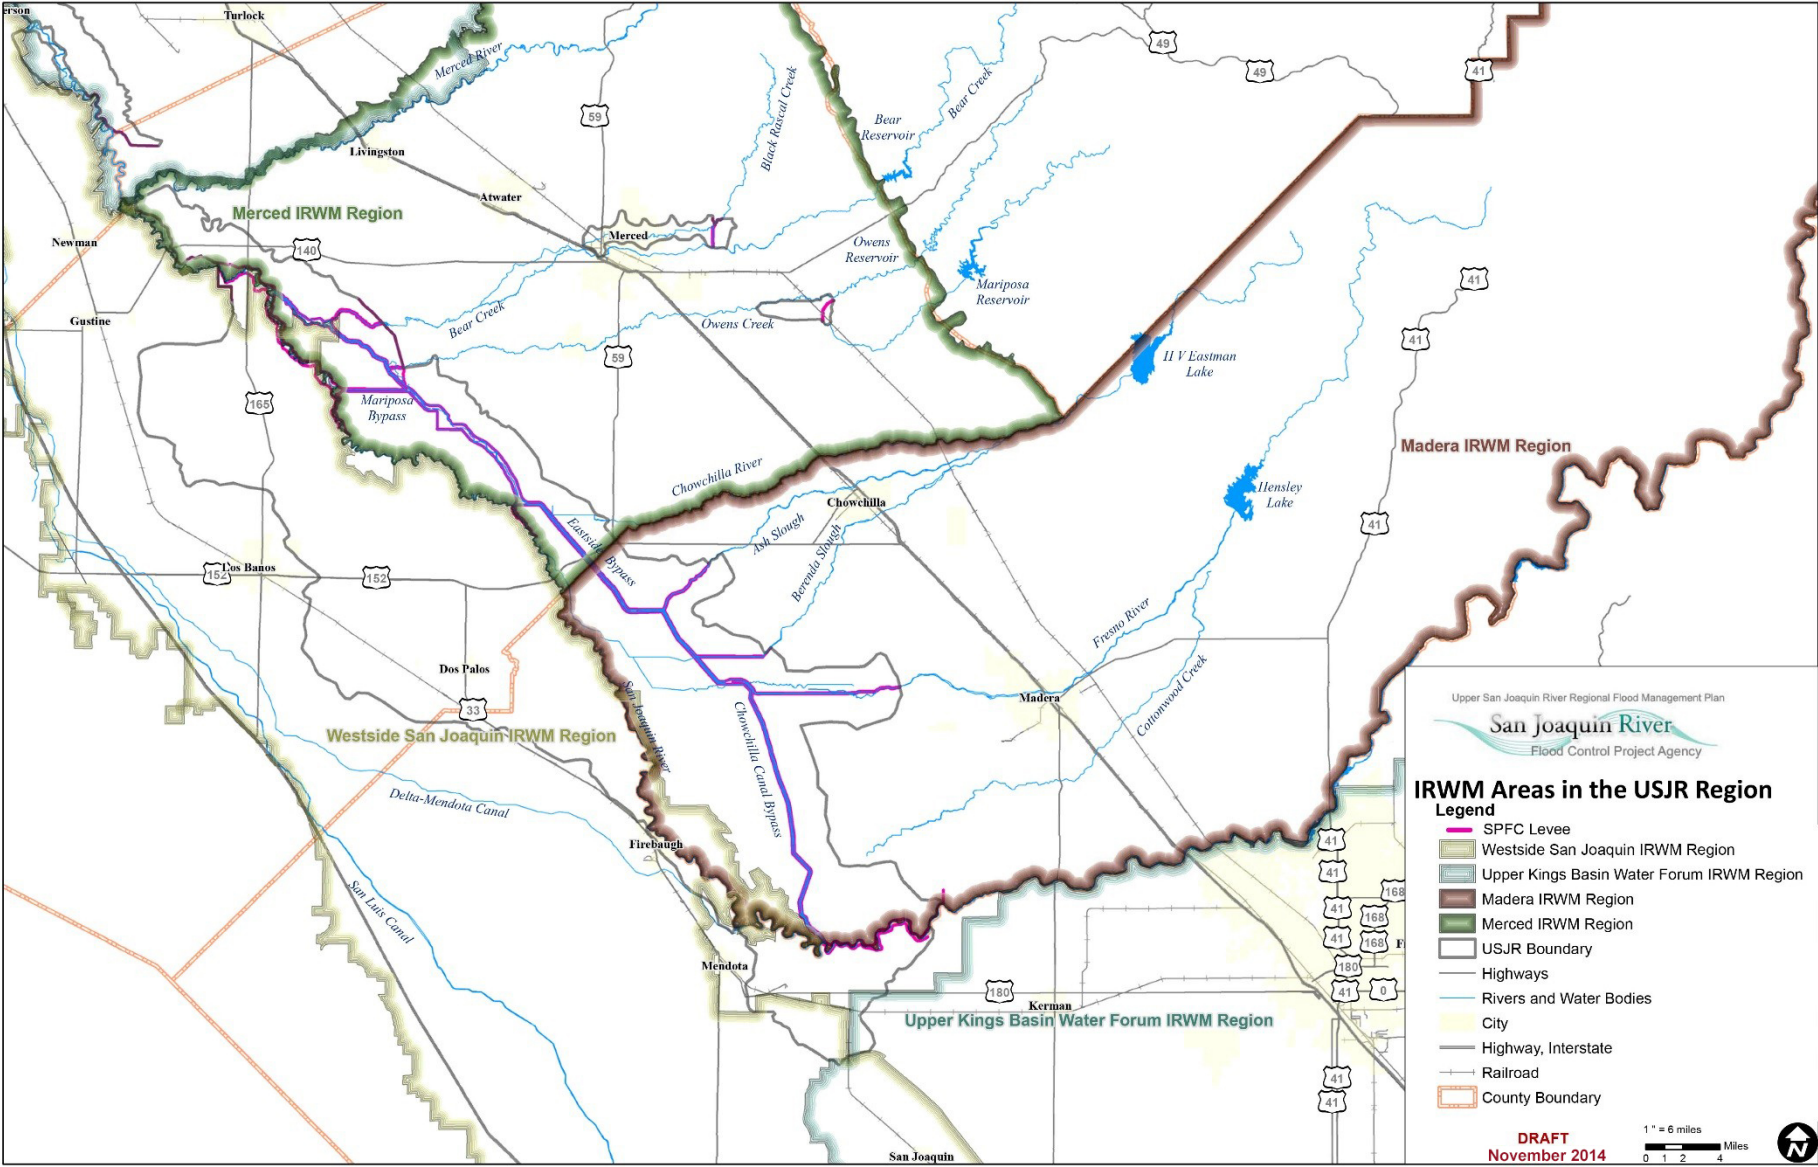 erson
Turlock
49
49
41
Merced River
59
Black Rascal Creek
Bear
Reservoir
Bear Creek
Livingston
Atwater
Merced IRWM Region
Newman
140
Merced
Owens
Reservoir
Mariposa
Reservoir
41
Gustine
Bear Creek
Owens Creek
59
41
H V Eastman
Lake
165
Mariposa
Bypass
Madera IRWM Region
Chowchilla River
Chowchilla
Hensley
Lake
41
Eastside Bypass
Ash Slough
Berenda Slough
152
Los Banos
152
Fresno River
Dos Palos
Madera
Cottonwood Creek
33
San Joaquin River
Westside San Joaquin IRWM Region
Chowchilla Canal Bypass
Delta-Mendota Canal
Firebaugh
San Luis Canal
Mendota
180
Kerman
Upper Kings Basin Water Forum IRWM Region
San Joaquin
41
41
168
41
168
41
168
F
180
41
0
41
41
Upper San Joaquin River Regional Flood Management Plan
San Joaquin River
Flood Control Project Agency
IRWM Areas in the USJR Region
Legend
SPFC Levee
Westside San Joaquin IRWM Region
Upper Kings Basin Water Forum IRWM Region
Madera IRWM Region
Merced IRWM Region
USJR Boundary
Highways
Rivers and Water Bodies
City
Highway, Interstate
Railroad
County Boundary
DRAFT
November 2014
1 " = 6 miles
Miles
0 1 2 4
N